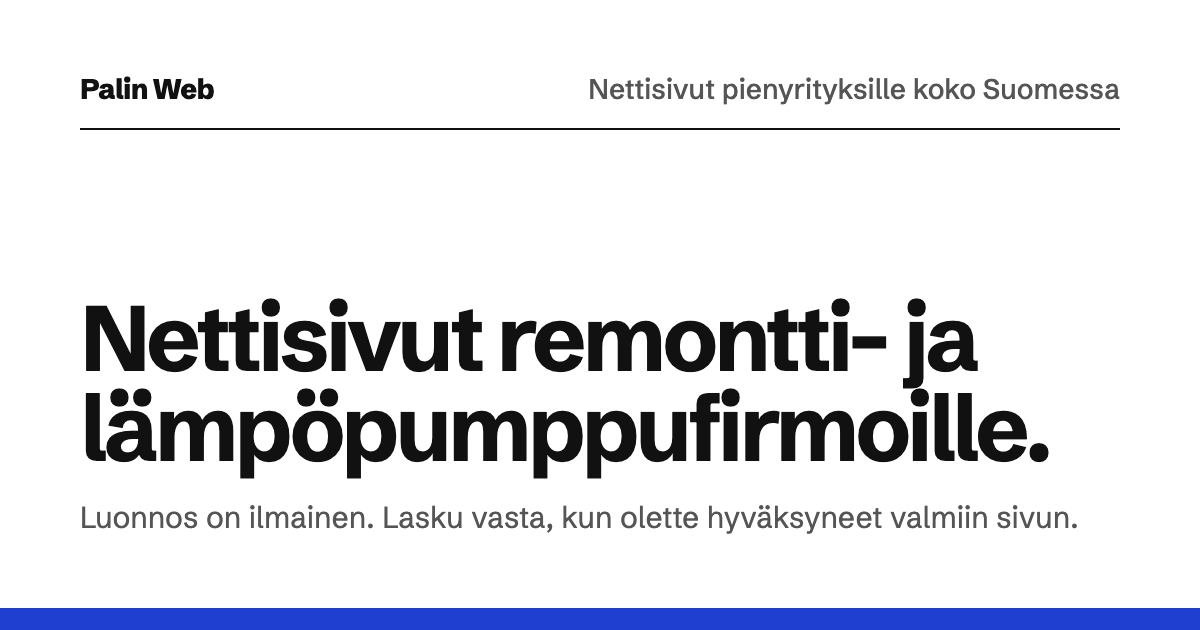 Palin Web
Nettisivut pienyrityksille koko Suomessa
Nettisivut remontti- ja
lämpöpumppufirmoille.
Luonnos on ilmainen. Lasku vasta, kun olette hyväksyneet valmiin sivun.